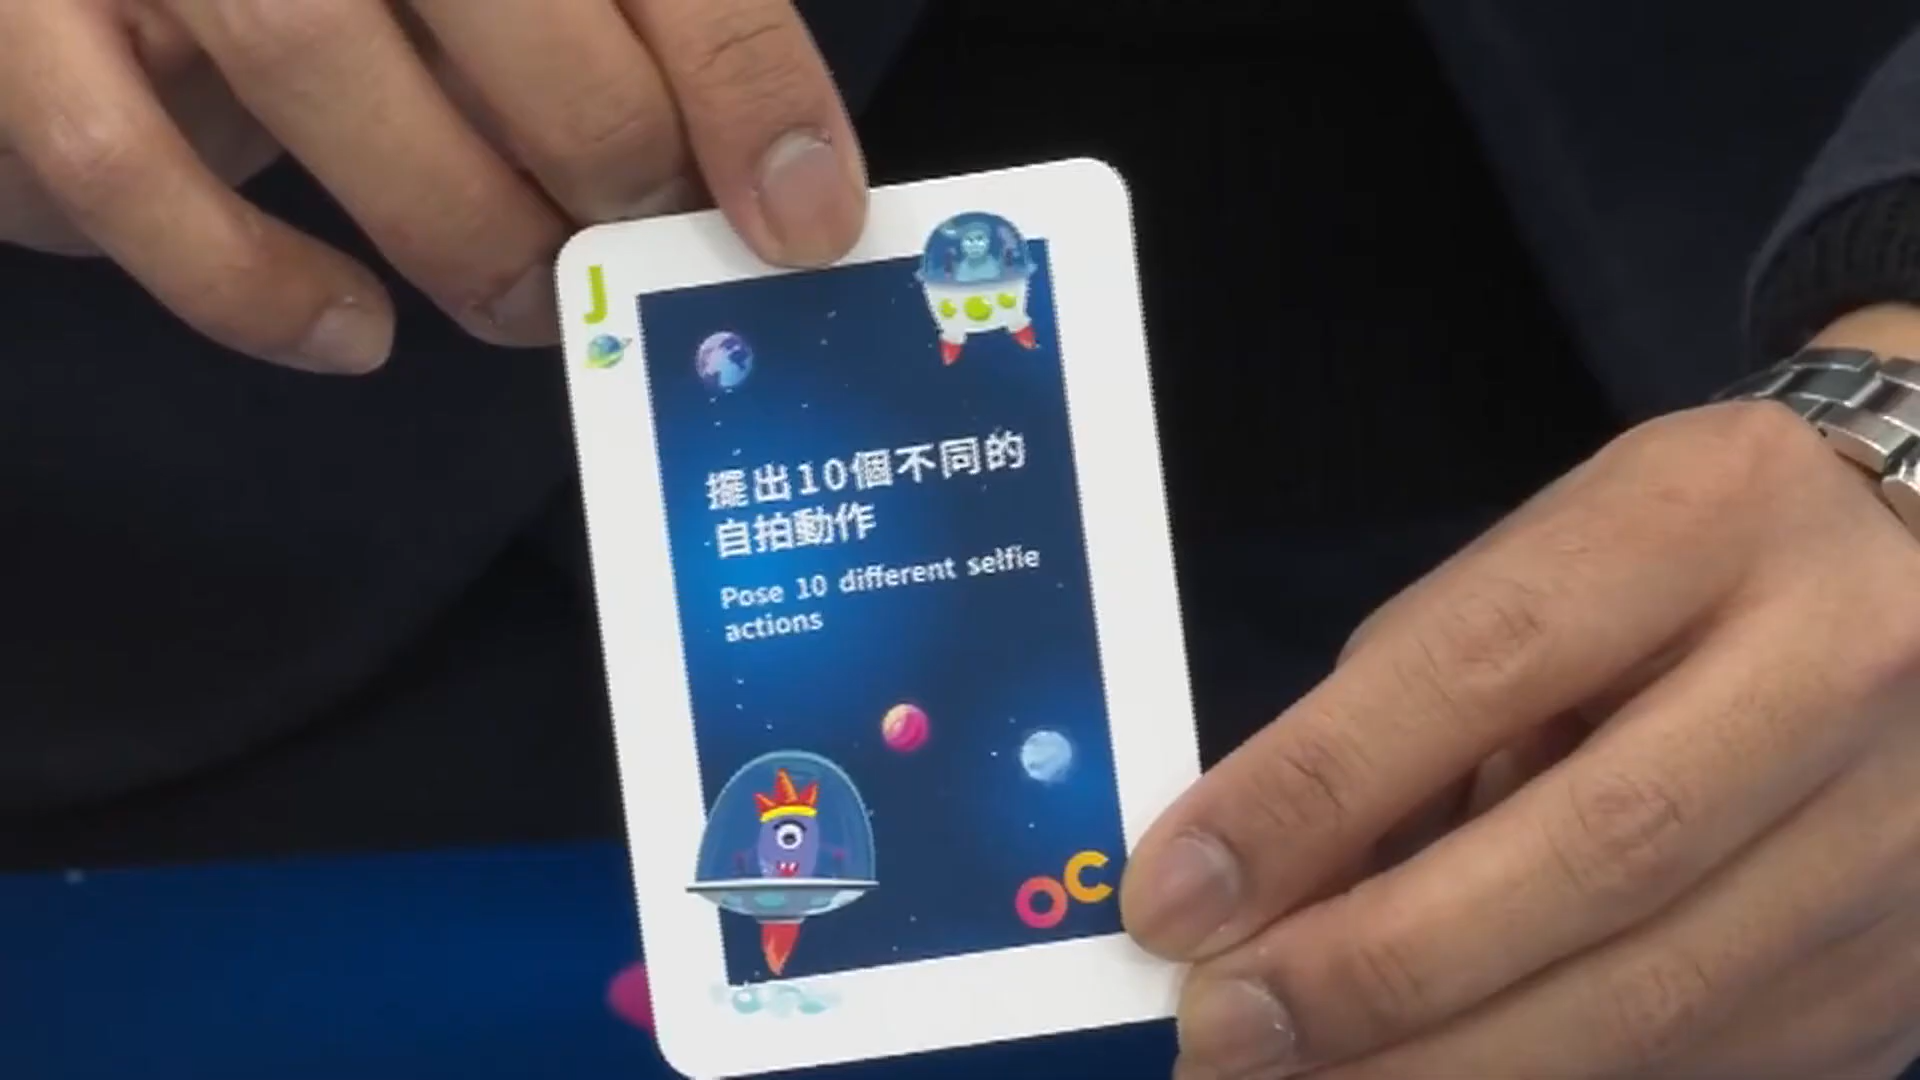 J
擺出10個不同的
自拍動作
Pose 10 different selfie
actions
OC